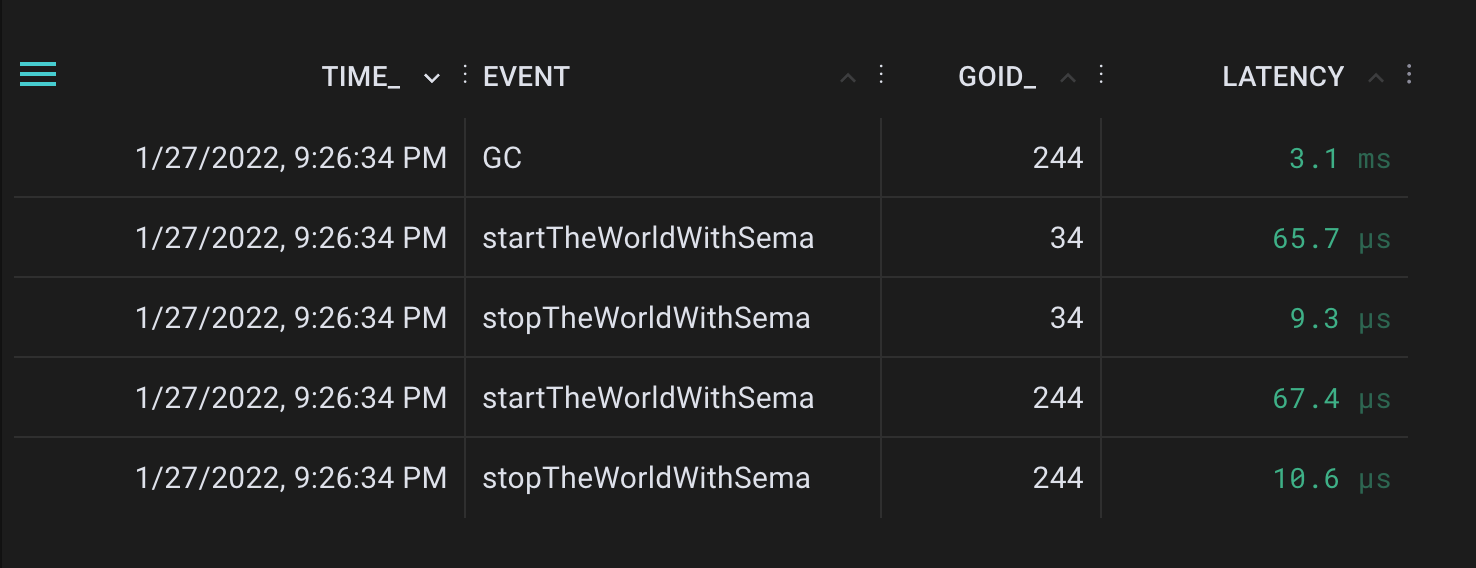 TIME_ EVENT GOID_ LATENCY
1/27/2022, 9:26:34 PM GC 244 3.1 ms
1/27/2022, 9:26:34 PM startTheWorldWithSema 34 65.7 µs
1/27/2022, 9:26:34 PM stopTheWorldWithSema 34 9.3 µs
1/27/2022, 9:26:34 PM startTheWorldWithSema 244 67.4 µs
1/27/2022, 9:26:34 PM stopTheWorldWithSema 244 10.6 µs